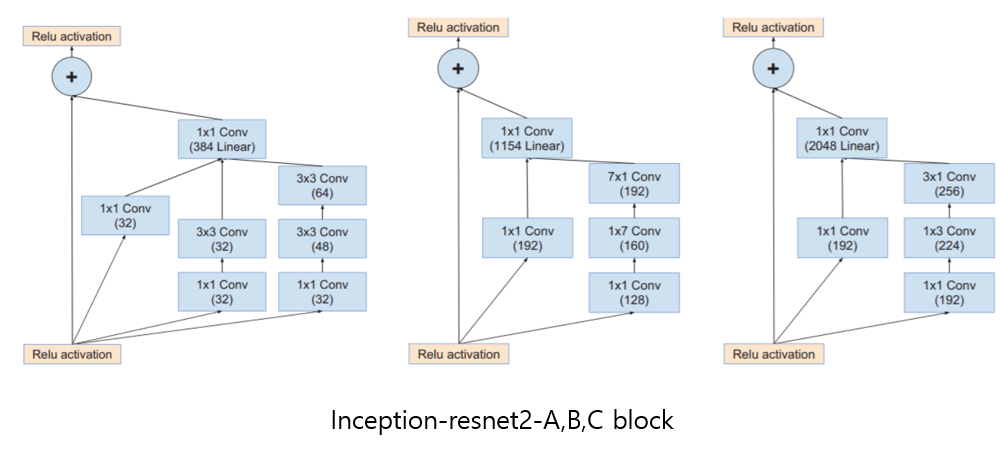 Relu activation
+
1x1 Conv
(384 Linear)
3x3 Conv
(64)
1x1 Conv
(32)
3x3 Conv
(32)
3x3 Conv
(48)
1x1 Conv
(32)
1x1 Conv
(32)
Relu activation
Relu activation
+
1x1 Conv
(1154 Linear)
7x1 Conv
(192)
1x1 Conv
(192)
1x7 Conv
(160)
1x1 Conv
(128)
Relu activation
Relu activation
+
1x1 Conv
(2048 Linear)
3x1 Conv
(256)
1x1 Conv
(192)
1x3 Conv
(224)
1x1 Conv
(192)
Relu activation
Inception-resnet2-A,B,C block